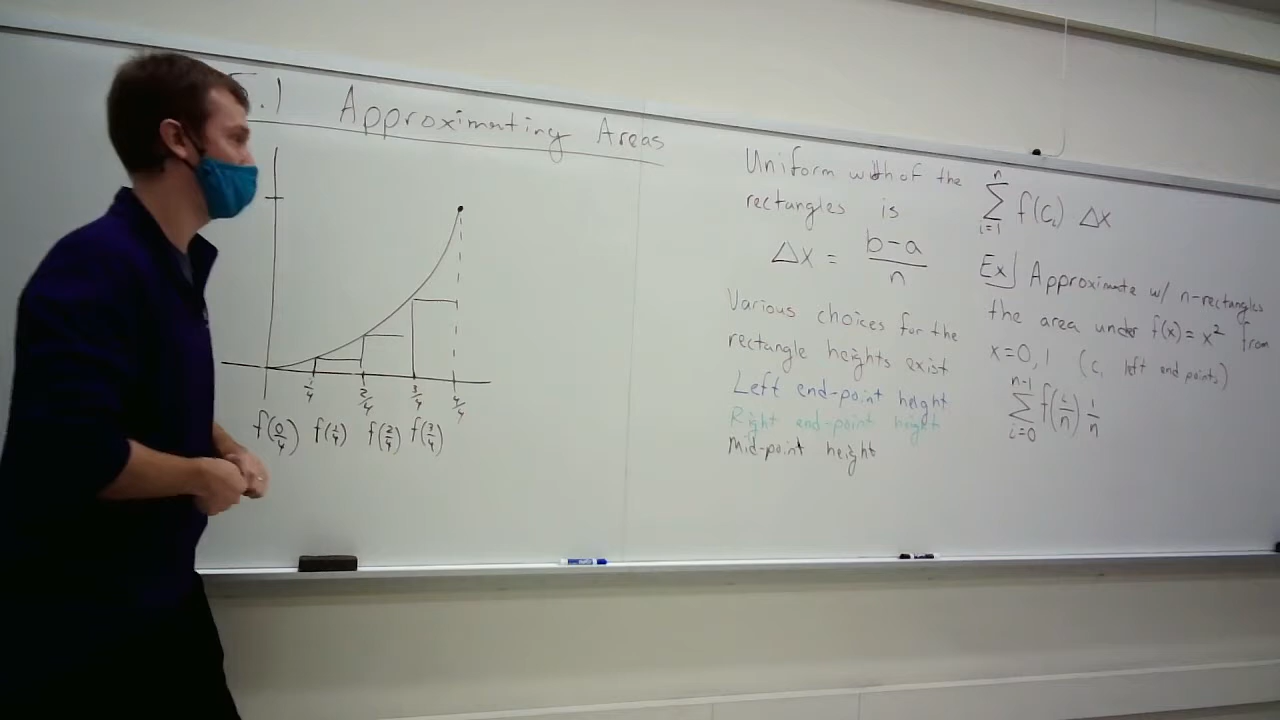 5.1 Approximating Areas
1/4 2/4 3/4 4/4
f(0/4) f(1/4) f(2/4) f(3/4)
Uniform width of the
rectangles is
Δx = (b-a)/n
Various choices for the
rectangle heights exist
Left end-point height
Right end-point height
Mid-point height
n
Σ f(cᵢ) Δx
i=1
Ex] Approximate w/ n-rectangles
the area under f(x) = x² from
x=0,1 (cᵢ left end points)
n-1
Σ f(i/n) 1/n
i=0